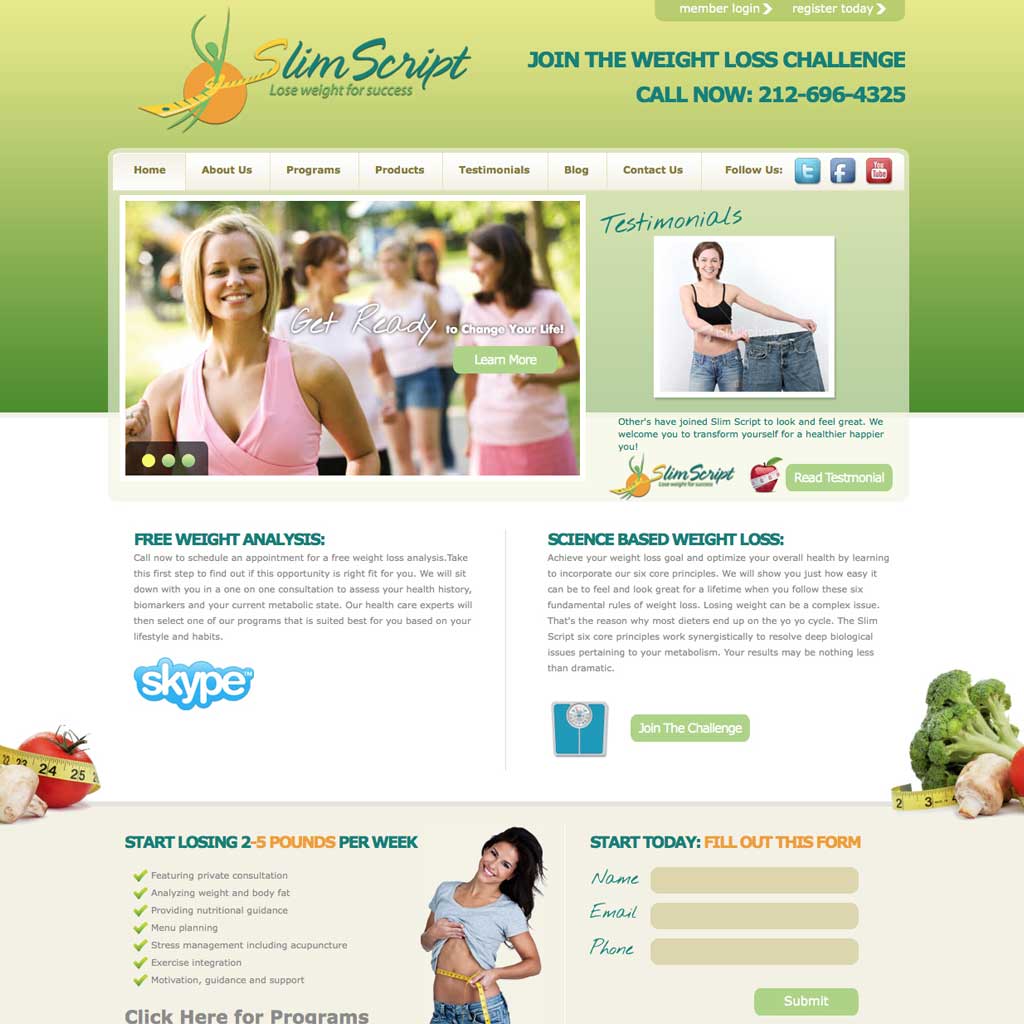 member login
register today
Slim Script
Lose weight for success
JOIN THE WEIGHT LOSS CHALLENGE
CALL NOW: 212-696-4325
Home
About Us
Programs
Products
Testimonials
Blog
Contact Us
Follow Us:
You
Tube
Get Ready to Change Your Life!
Learn More
Testimonials
Other's have joined Slim Script to look and feel great. We
welcome you to transform yourself for a healthier happier
you!
Slim Script
Lose weight for success
Read Testmonial
FREE WEIGHT ANALYSIS:
Call now to schedule an appointment for a free weight loss analysis.Take
this first step to find out if this opportunity is right fit for you. We will sit
down with you in a one on one consultation to assess your health history,
biomarkers and your current metabolic state. Our health care experts will
then select one of our programs that is suited best for you based on your
lifestyle and habits.
skype™
SCIENCE BASED WEIGHT LOSS:
Achieve your weight loss goal and optimize your overall health by learning
to incorporate our six core principles. We will show you just how easy it
can be to feel and look great for a lifetime when you follow these six
fundamental rules of weight loss. Losing weight can be a complex issue.
That's the reason why most dieters end up on the yo yo cycle. The Slim
Script six core principles work synergistically to resolve deep biological
issues pertaining to your metabolism. Your results may be nothing less
than dramatic.
Join The Challenge
24 25
2 3
START LOSING 2-5 POUNDS PER WEEK
Featuring private consultation
Analyzing weight and body fat
Providing nutritional guidance
Menu planning
Stress management including acupuncture
Exercise integration
Motivation, guidance and support
Click Here for Programs
START TODAY: FILL OUT THIS FORM
Name
Email
Phone
Submit